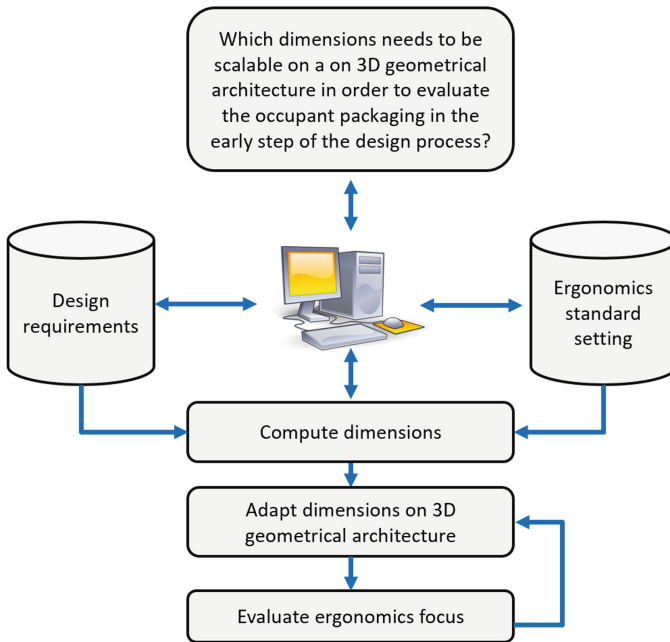 Which dimensions needs to be
scalable on a on 3D geometrical
architecture in order to evaluate
the occupant packaging in the
early step of the design process?
Design
requirements
Ergonomics
standard
setting
Compute dimensions
Adapt dimensions on 3D
geometrical architecture
Evaluate ergonomics focus